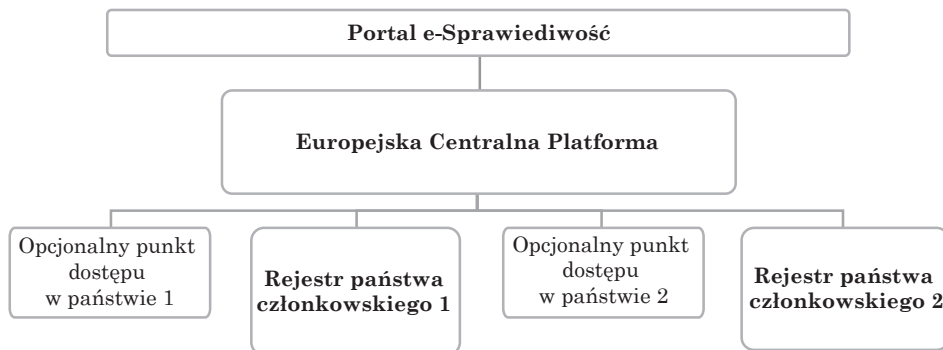 Portal e-Sprawiediwość
Europejska Centralna Platforma
Opcjonalny punkt
dostępu
w państwie 1
Rejestr państwa
członkowskiego 1
Opcjonalny punkt
dostępu
w państwie 2
Rejestr państwa
członkowskiego 2